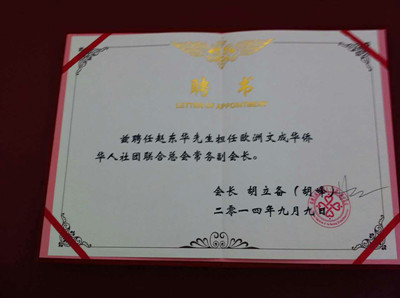 聘书
LETTER OF APPOINTMENT
兹聘任赵东华先生担任欧洲文成华侨
华人社团联合总会常务副会长。
会长 胡立备（胡峰）
二零一四年九月九日